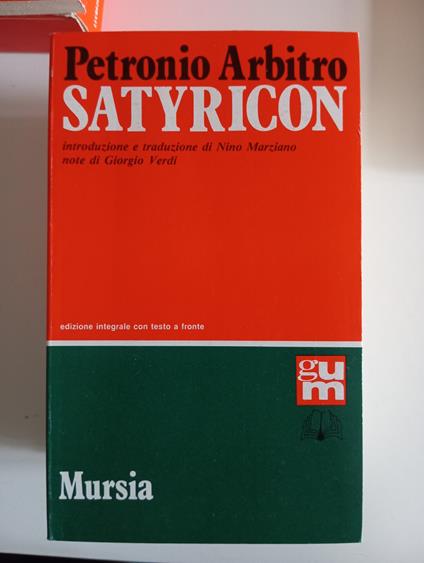 Petronio Arbitro
SATYRICON
introduzione e traduzione di Nino Marziano
note di Giorgio Verdi
edizione integrale con testo a fronte
gum
Mursia